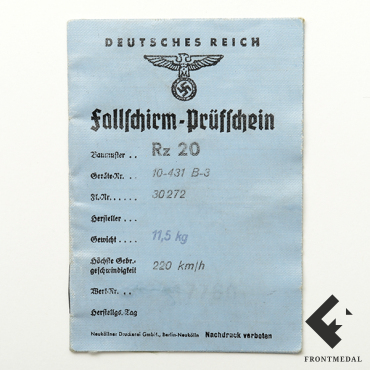 DEUTSCHES REICH
Fallschirm-Prüfschein
Baumuster . . Rz 20
Geräte-Nr. . . 10-431 B-3
Fl.Nr. . . . . . 30272
Hersteller . . .
Gewicht . . . . 11,5 kg
Höchste Gebr.-
geschwindigkeit 220 km/h
Werk-Nr. . . .
Herstellgs.-Tag
Neuköllner Druckerei GmbH., Berlin-Neukölln Nachdruck verboten
FRONTMEDAL